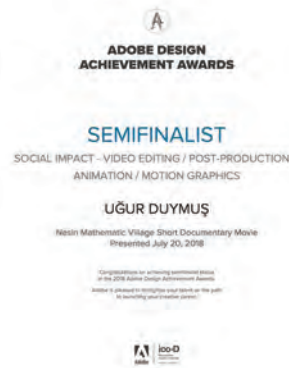 A
ADOBE DESIGN
ACHIEVEMENT AWARDS
SEMIFINALIST
SOCIAL IMPACT - VIDEO EDITING / POST-PRODUCTION
ANIMATION / MOTION GRAPHICS
UĞUR DUYMUŞ
Nesin Mathematic Village Short Documentary Movie
Presented July 20, 2018
Congratulations on achieving semifinalist status
in the 2018 Adobe Design Achievement Awards.
Adobe is pleased to recognize your talent on the path
to launching your creative career.
Adobe
ico-D